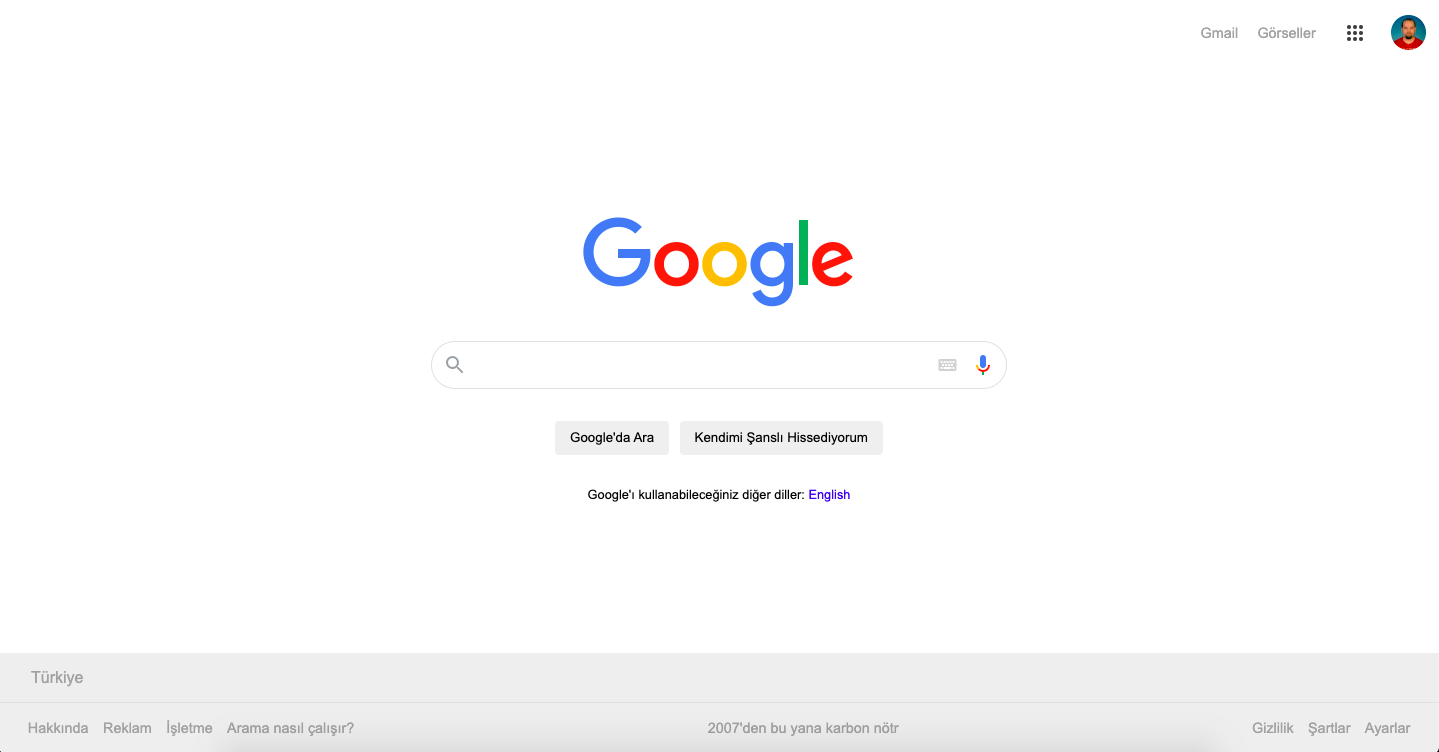 Gmail Görseller
Google
Google'da Ara Kendimi Şanslı Hissediyorum
Google'ı kullanabileceğiniz diğer diller: English
Türkiye
Hakkında Reklam İşletme Arama nasıl çalışır? 2007'den bu yana karbon nötr Gizlilik Şartlar Ayarlar